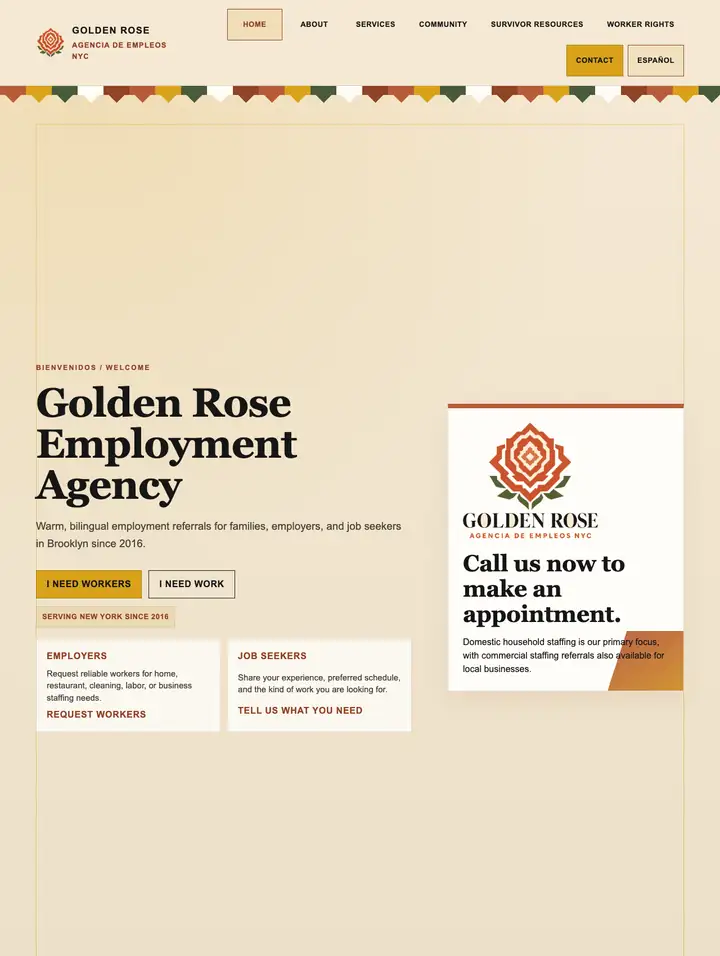 GOLDEN ROSE
AGENCIA DE EMPLEOS
NYC
HOME
ABOUT
SERVICES
COMMUNITY
SURVIVOR RESOURCES
WORKER RIGHTS
CONTACT
ESPAÑOL
BIENVENIDOS / WELCOME
Golden Rose
Employment
Agency
Warm, bilingual employment referrals for families, employers, and job seekers
in Brooklyn since 2016.
I NEED WORKERS
I NEED WORK
SERVING NEW YORK SINCE 2016
EMPLOYERS
Request reliable workers for home,
restaurant, cleaning, labor, or business
staffing needs.
REQUEST WORKERS
JOB SEEKERS
Share your experience, preferred schedule,
and the kind of work you are looking for.
TELL US WHAT YOU NEED
GOLDEN ROSE
AGENCIA DE EMPLEOS NYC
Call us now to
make an
appointment.
Domestic household staffing is our primary focus,
with commercial staffing referrals also available for
local businesses.